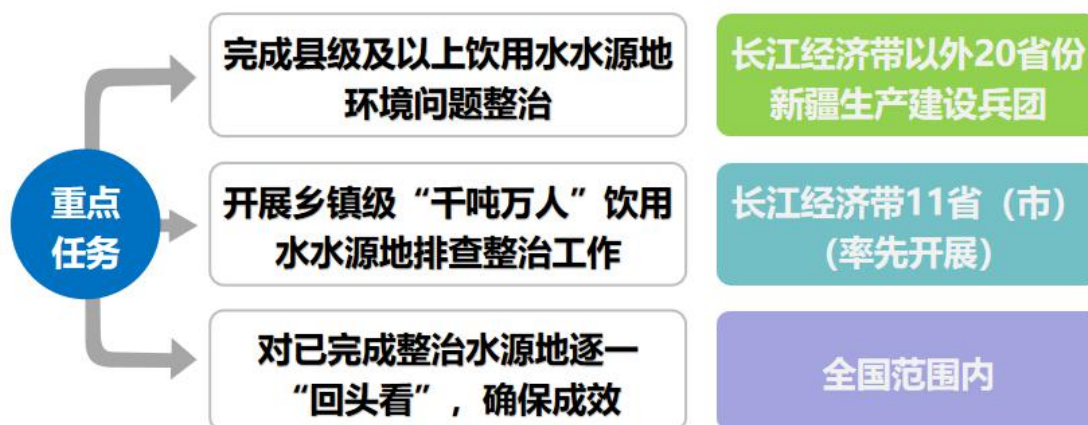 重点
任务
完成县级及以上饮用水水源地
环境问题整治
长江经济带以外20省份
新疆生产建设兵团
开展乡镇级“千吨万人”饮用
水水源地排查整治工作
长江经济带11省（市）
(率先开展)
对已完成整治水源地逐一
“回头看”，确保成效
全国范围内